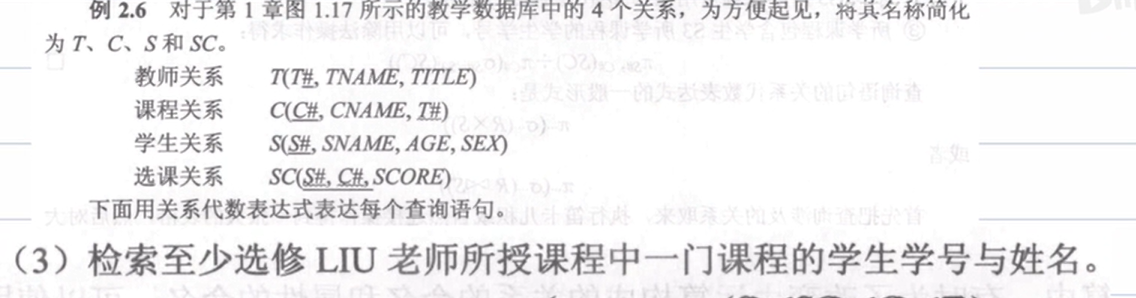 例 2.6 对于第 1 章图 1.17 所示的教学数据库中的 4 个关系,为方便起见,将其名称简化
为 T、C、S 和 SC。
教师关系 T(T#, TNAME, TITLE)
课程关系 C(C#, CNAME, T#)
学生关系 S(S#, SNAME, AGE, SEX)
选课关系 SC(S#, C#, SCORE)
下面用关系代数表达式表达每个查询语句。
(3)检索至少选修 LIU 老师所授课程中一门课程的学生学号与姓名。